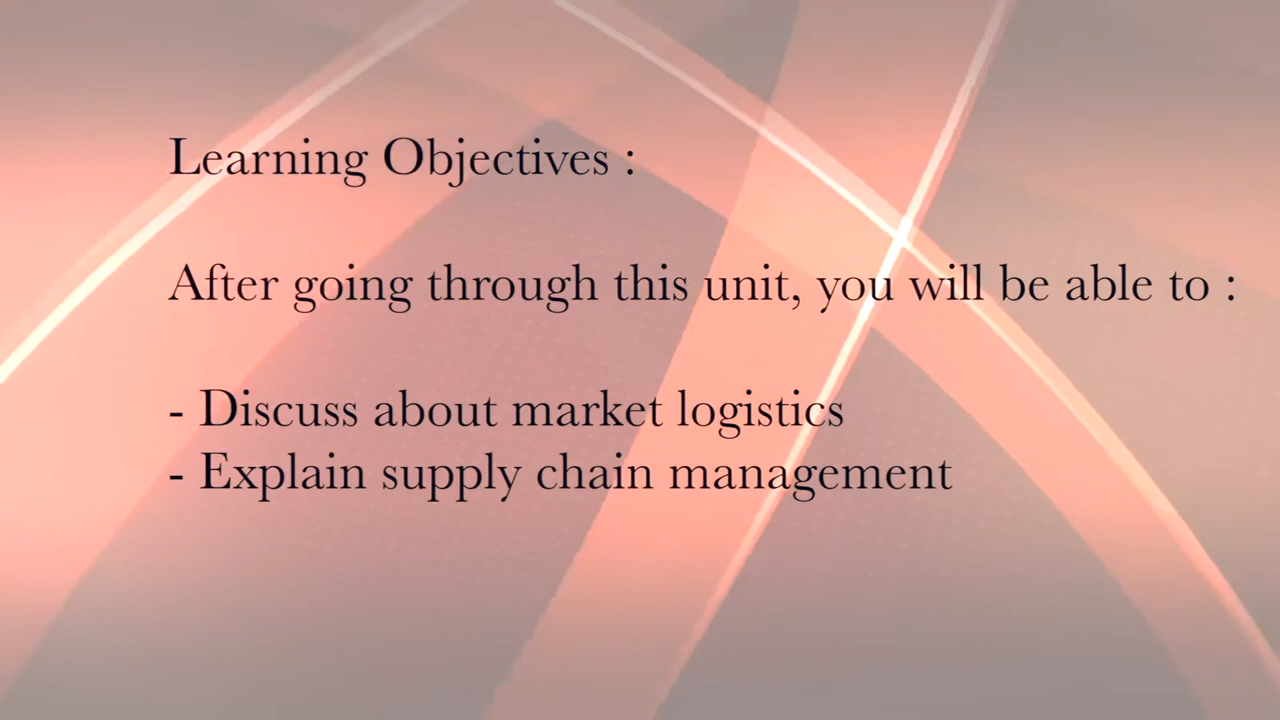 Learning Objectives :
After going through this unit, you will be able to :
- Discuss about market logistics
- Explain supply chain management